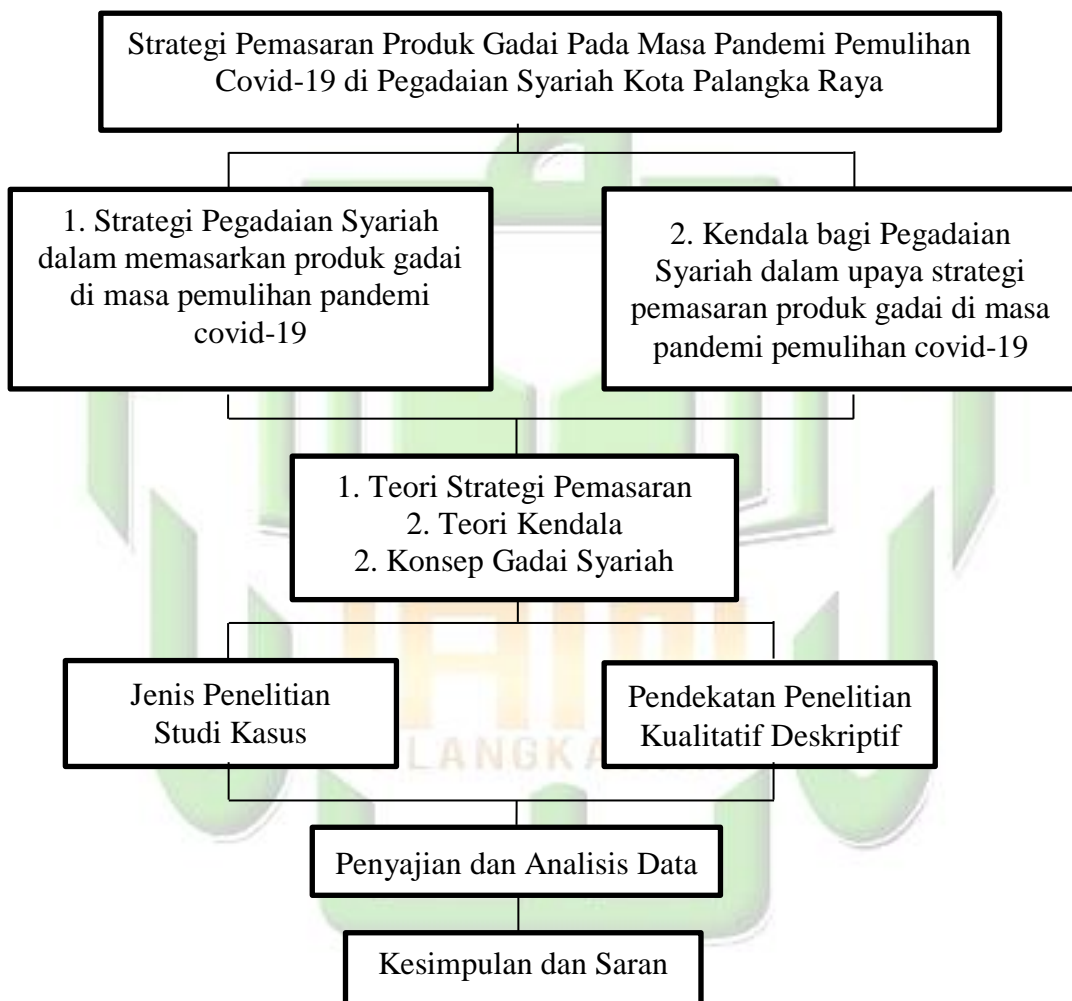 Strategi Pemasaran Produk Gadai Pada Masa Pandemi Pemulihan
Covid-19 di Pegadaian Syariah Kota Palangka Raya
1. Strategi Pegadaian Syariah
dalam memasarkan produk gadai
di masa pemulihan pandemi
covid-19
2. Kendala bagi Pegadaian
Syariah dalam upaya strategi
pemasaran produk gadai di masa
pandemi pemulihan covid-19
1. Teori Strategi Pemasaran
2. Teori Kendala
2. Konsep Gadai Syariah
Jenis Penelitian
Studi Kasus
Pendekatan Penelitian
Kualitatif Deskriptif
LANGKA
Penyajian dan Analisis Data
Kesimpulan dan Saran